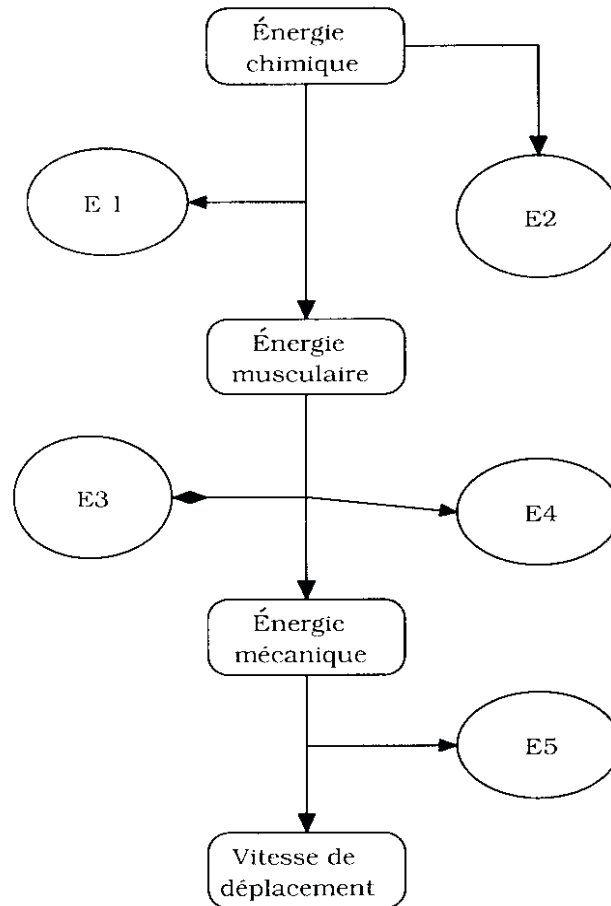 Énergie
chimique
E 1
E2
Énergie
musculaire
E3
E4
Énergie
mécanique
E5
Vitesse de
déplacement